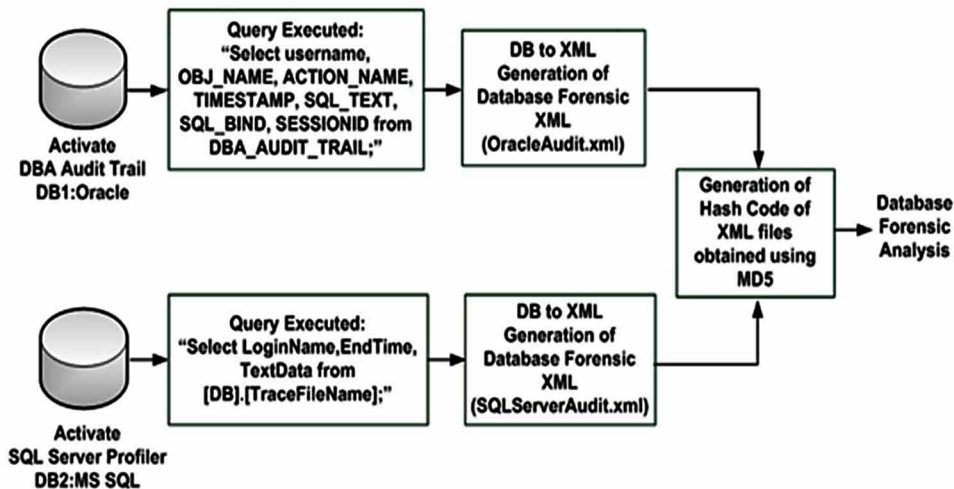 Query Executed:
“Select username,
OBJ_NAME, ACTION_NAME,
TIMESTAMP, SQL_TEXT,
SQL_BIND, SESSIONID from
DBA_AUDIT_TRAIL;”
DB to XML
Generation of
Database Forensic
XML
(OracleAudit.xml)
Activate
DBA Audit Trail
DB1:Oracle
Generation of
Hash Code of
XML files
obtained using
MD5
Database
Forensic
Analysis
Query Executed:
“Select LoginName,EndTime,
TextData from
[DB].[TraceFileName];”
DB to XML
Generation of
Database Forensic
XML
(SQLServerAudit.xml)
Activate
SQL Server Profiler
DB2:MS SQL